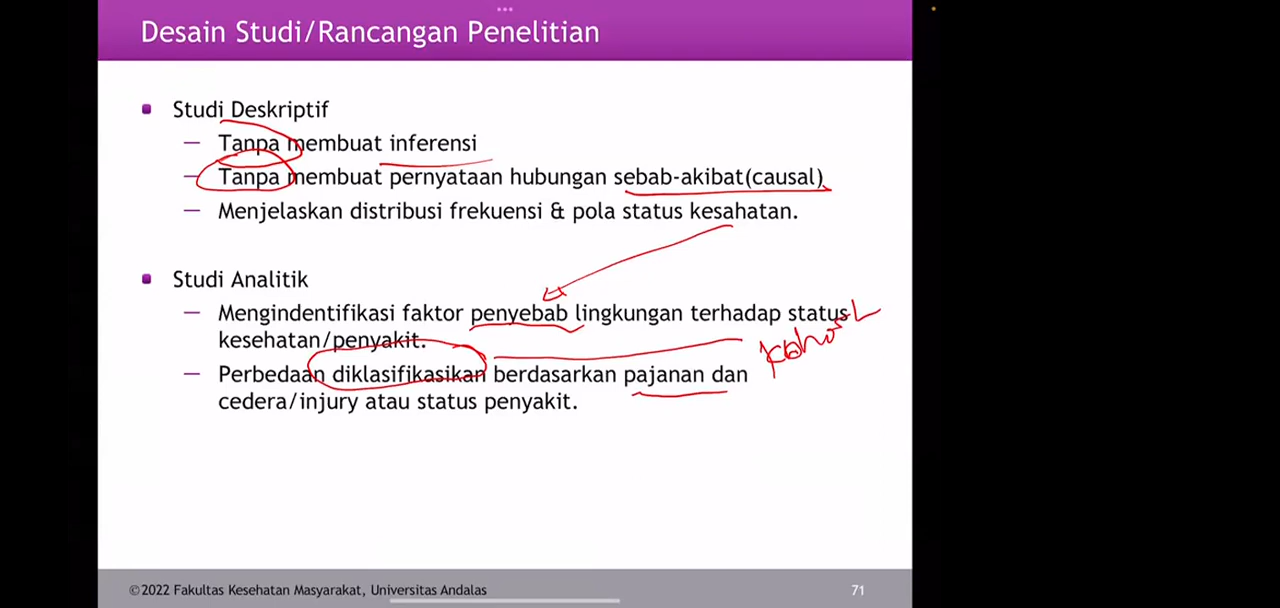 Desain Studi/Rancangan Penelitian
Studi Deskriptif
— Tanpa membuat inferensi
— Tanpa membuat pernyataan hubungan sebab-akibat(causal)
— Menjelaskan distribusi frekuensi & pola status kesahatan.
Studi Analitik
— Mengindentifikasi faktor penyebab lingkungan terhadap status
kesehatan/penyakit.
kohort
— Perbedaan diklasifikasikan berdasarkan pajanan dan
cedera/injury atau status penyakit.
©2022 Fakultas Kesehatan Masyarakat, Universitas Andalas
71